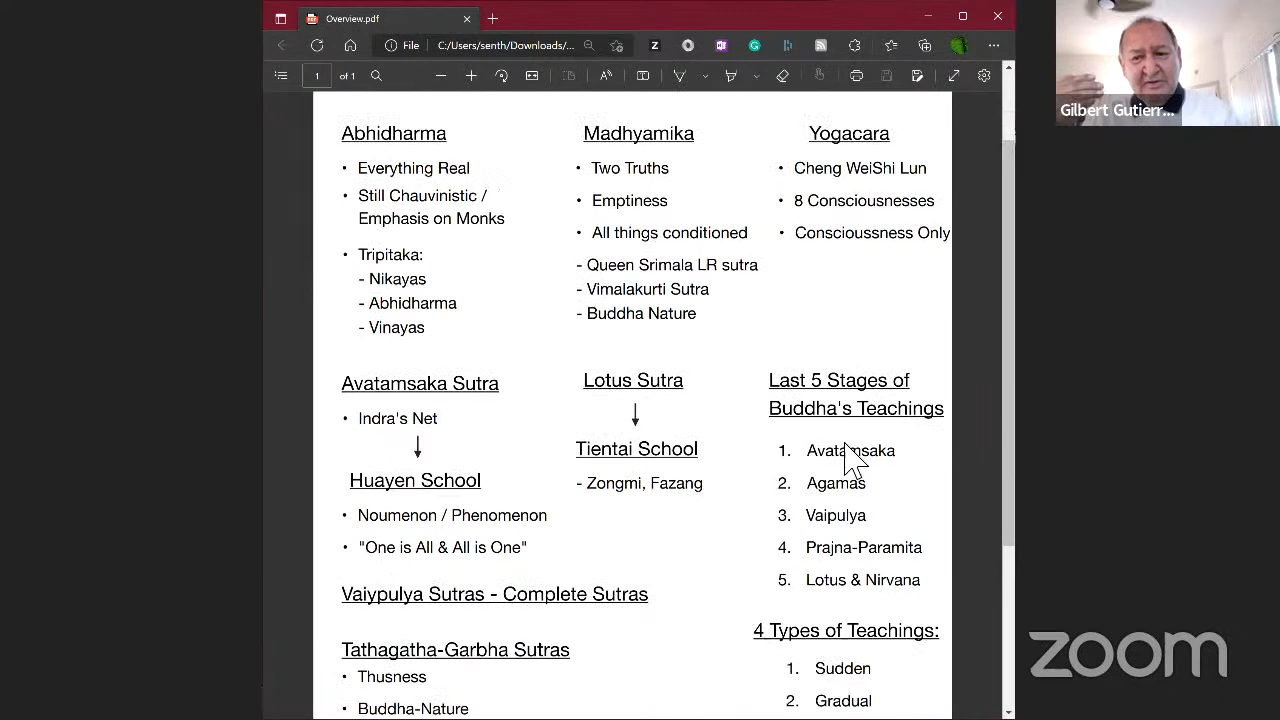 Overview.pdf
File
C:/Users/senth/Downloads/...
1 of 1
Gilbert Gutierr...
Abhidharma
• Everything Real
• Still Chauvinistic /
Emphasis on Monks
• Tripitaka:
- Nikayas
- Abhidharma
- Vinayas
Madhyamika
• Two Truths
• Emptiness
• All things conditioned
- Queen Srimala LR sutra
- Vimalakurti Sutra
- Buddha Nature
Yogacara
• Cheng WeiShi Lun
• 8 Consciousnesses
• Conscioussness Only
Avatamsaka Sutra
• Indra's Net
Huayen School
• Noumenon / Phenomenon
• "One is All & All is One"
Lotus Sutra
Tientai School
- Zongmi, Fazang
Last 5 Stages of
Buddha's Teachings
1. Avatamsaka
2. Agamas
3. Vaipulya
4. Prajna-Paramita
5. Lotus & Nirvana
Vaiypulya Sutras - Complete Sutras
Tathagatha-Garbha Sutras
• Thusness
• Buddha-Nature
4 Types of Teachings:
1. Sudden
2. Gradual
zoom